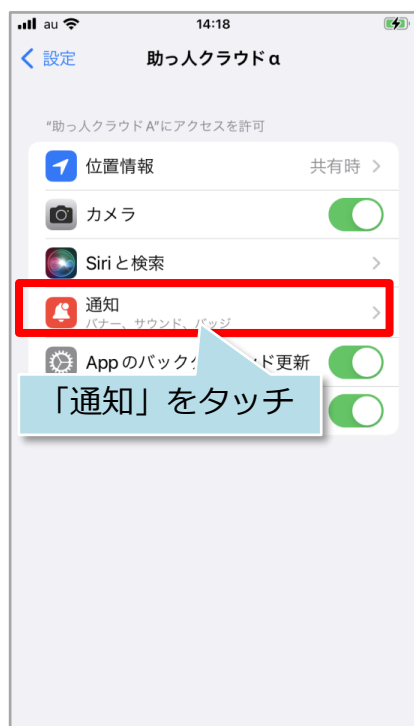 au 14:18
設定 助っ人クラウドα
“助っ人クラウドA”にアクセスを許可
位置情報 共有時
カメラ
Siriと検索
通知
バナー、サウンド、バッジ
Appのバックグ ンド更新
「通知」をタッチ